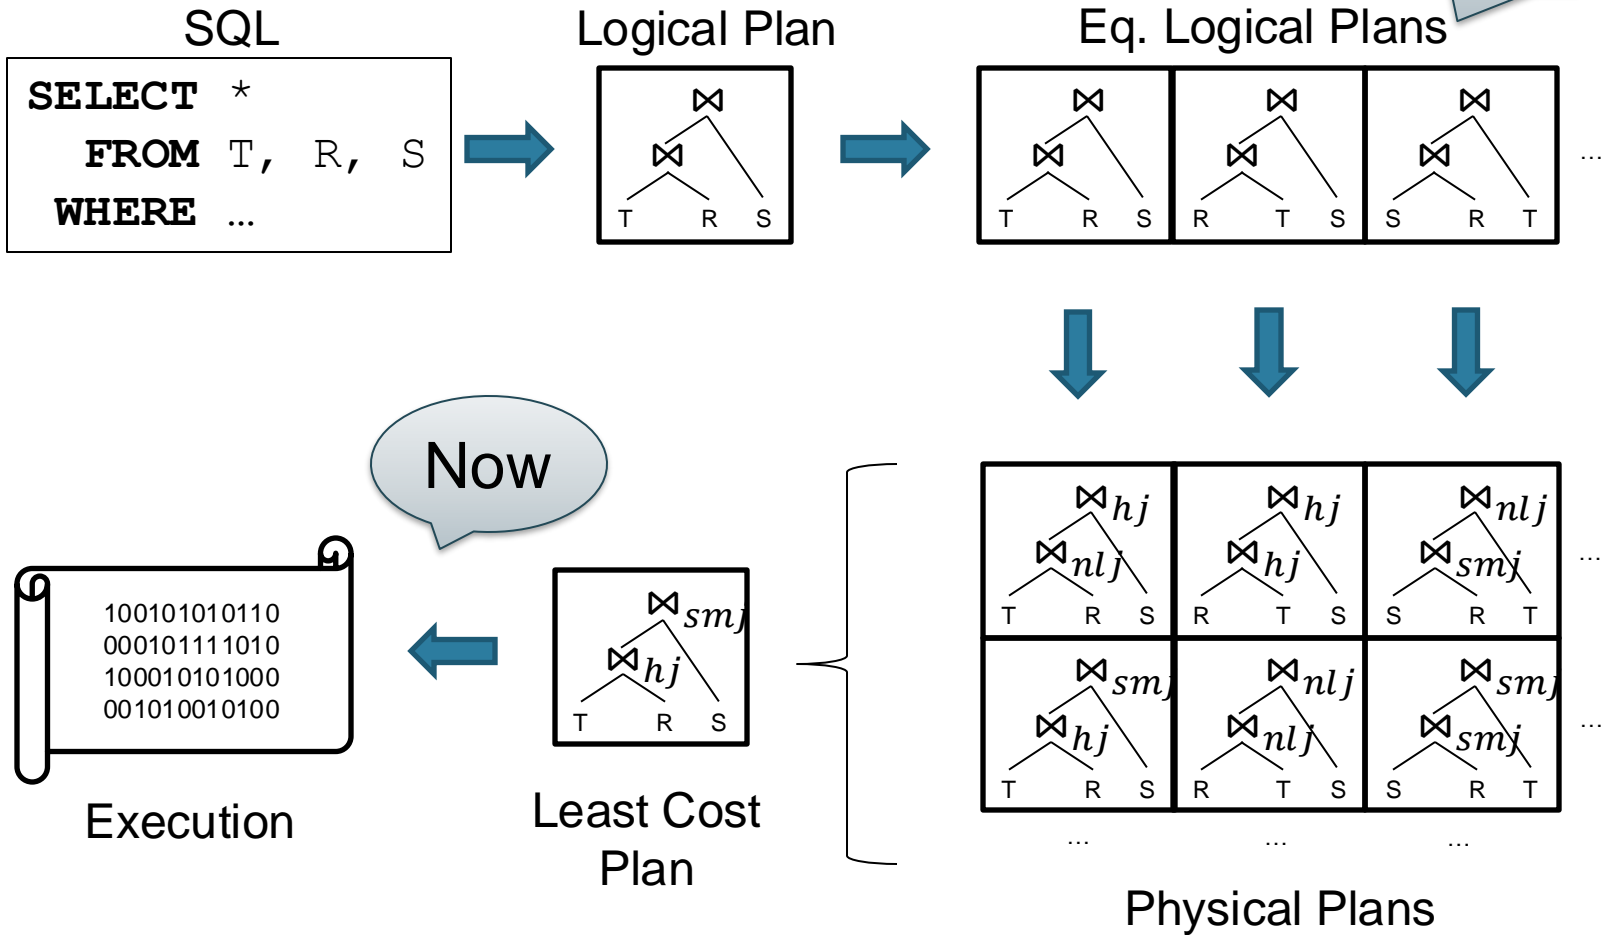 SQL
SELECT *
FROM T, R, S
WHERE …
Logical Plan
⋈
⋈
T R S
Eq. Logical Plans
⋈ ⋈ ⋈
⋈ ⋈ ⋈ ...
T R S R T S S R T
Now
⋈hj ⋈hj ⋈nlj
⋈nlj ⋈hj ⋈smj ...
T R S R T S S R T
⋈smj ⋈nlj ⋈smj
⋈hj ⋈nlj ⋈smj ...
T R S R T S S R T
... ... ...
Physical Plans
⋈smj
⋈hj
T R S
Least Cost
Plan
100101010110
000101111010
100010101000
001010010100
Execution